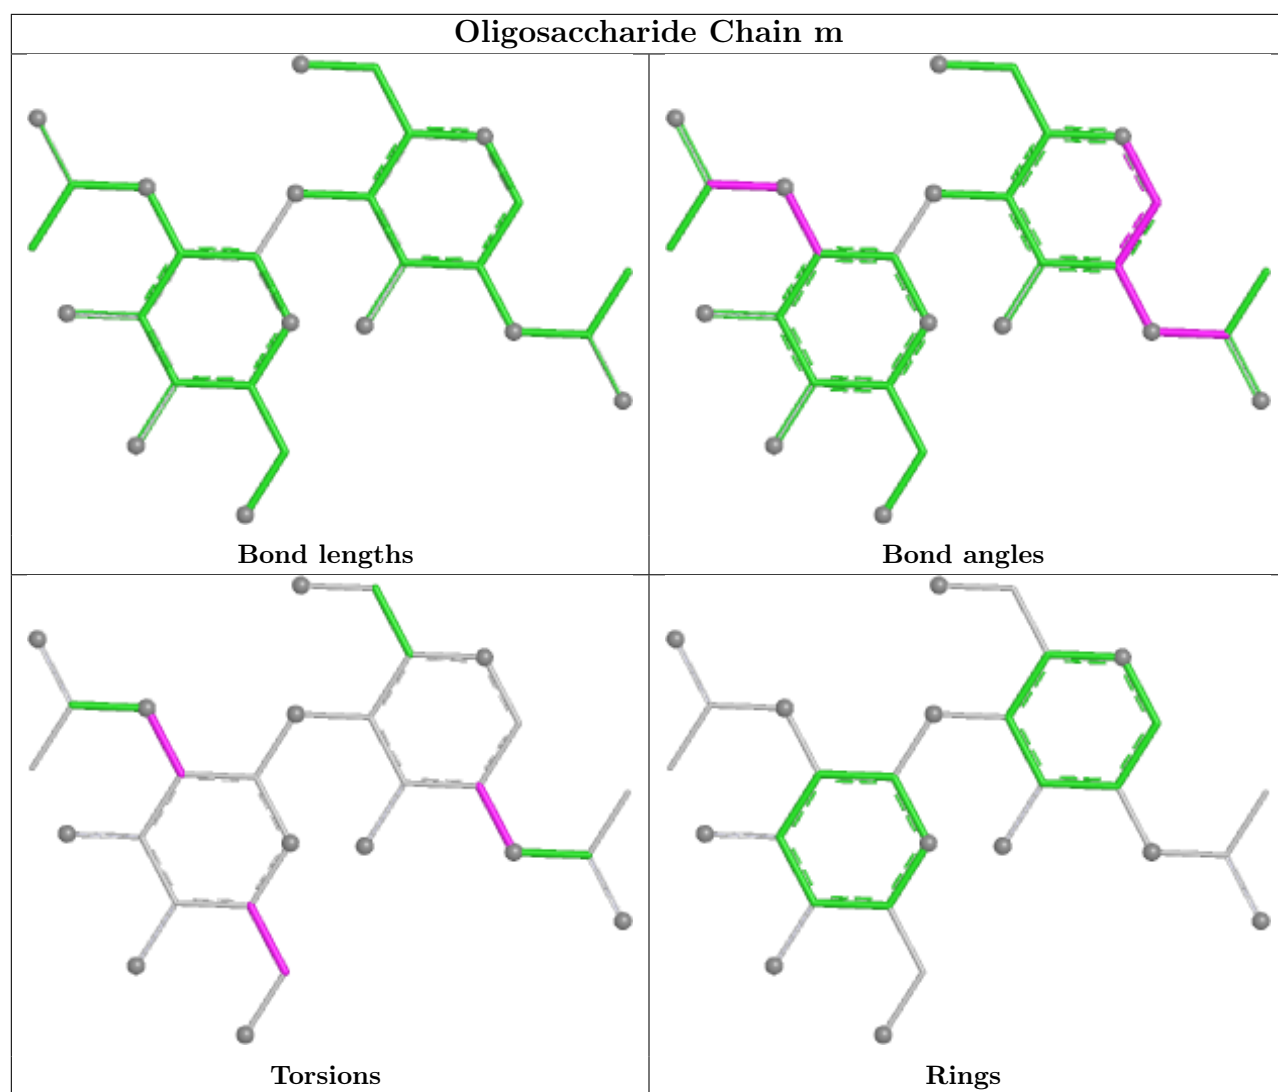 Oligosaccharide Chain m
Bond lengths
Bond angles
Torsions
Rings